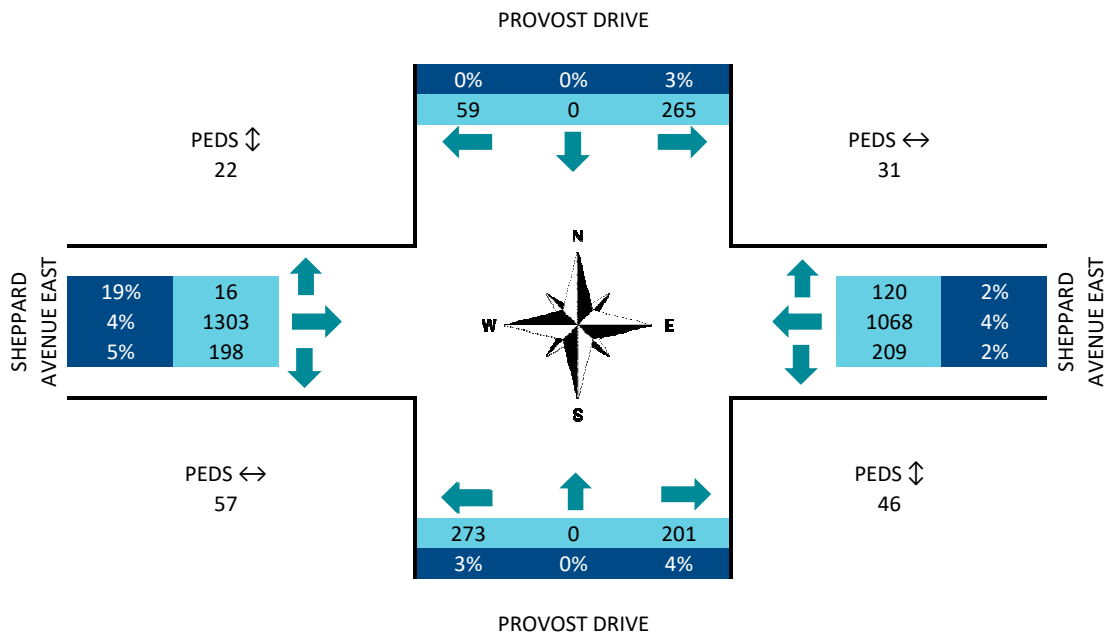 PROVOST DRIVE
0% 0% 3%
59 0 265
PEDS ↕
22
PEDS ↔
31
N
W E
S
SHEPPARD
AVENUE EAST
19% 16
4% 1303
5% 198
120 2%
1068 4%
209 2%
SHEPPARD
AVENUE EAST
PEDS ↔
57
PEDS ↕
46
273 0 201
3% 0% 4%
PROVOST DRIVE